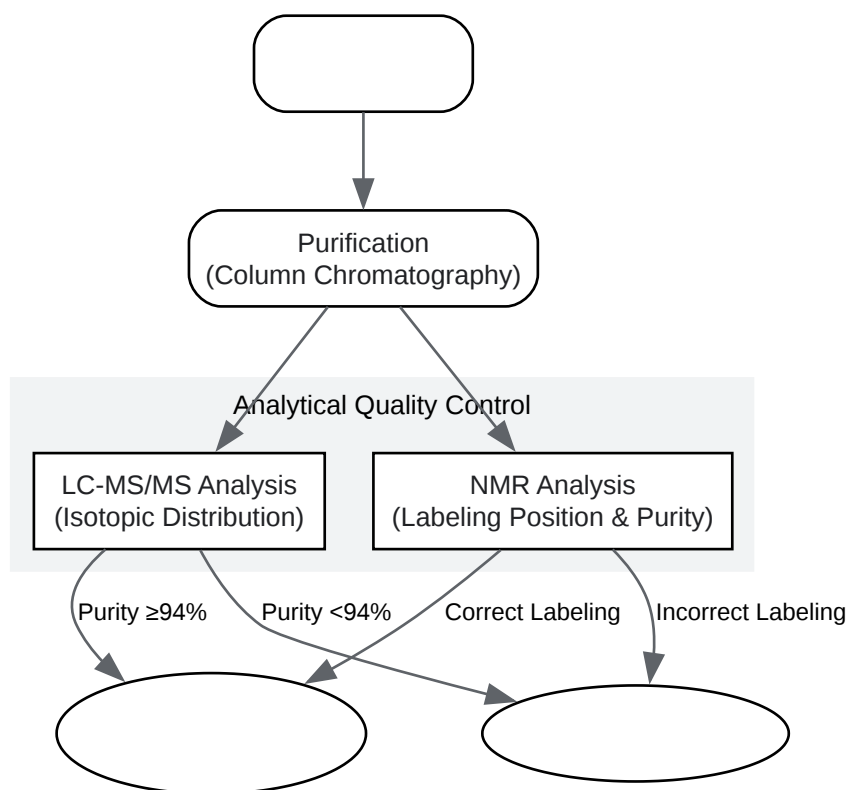 Purification
(Column Chromatography)
Analytical Quality Control
LC-MS/MS Analysis
(Isotopic Distribution)
NMR Analysis
(Labeling Position & Purity)
Purity ≥94%
Purity <94%
Correct Labeling
Incorrect Labeling